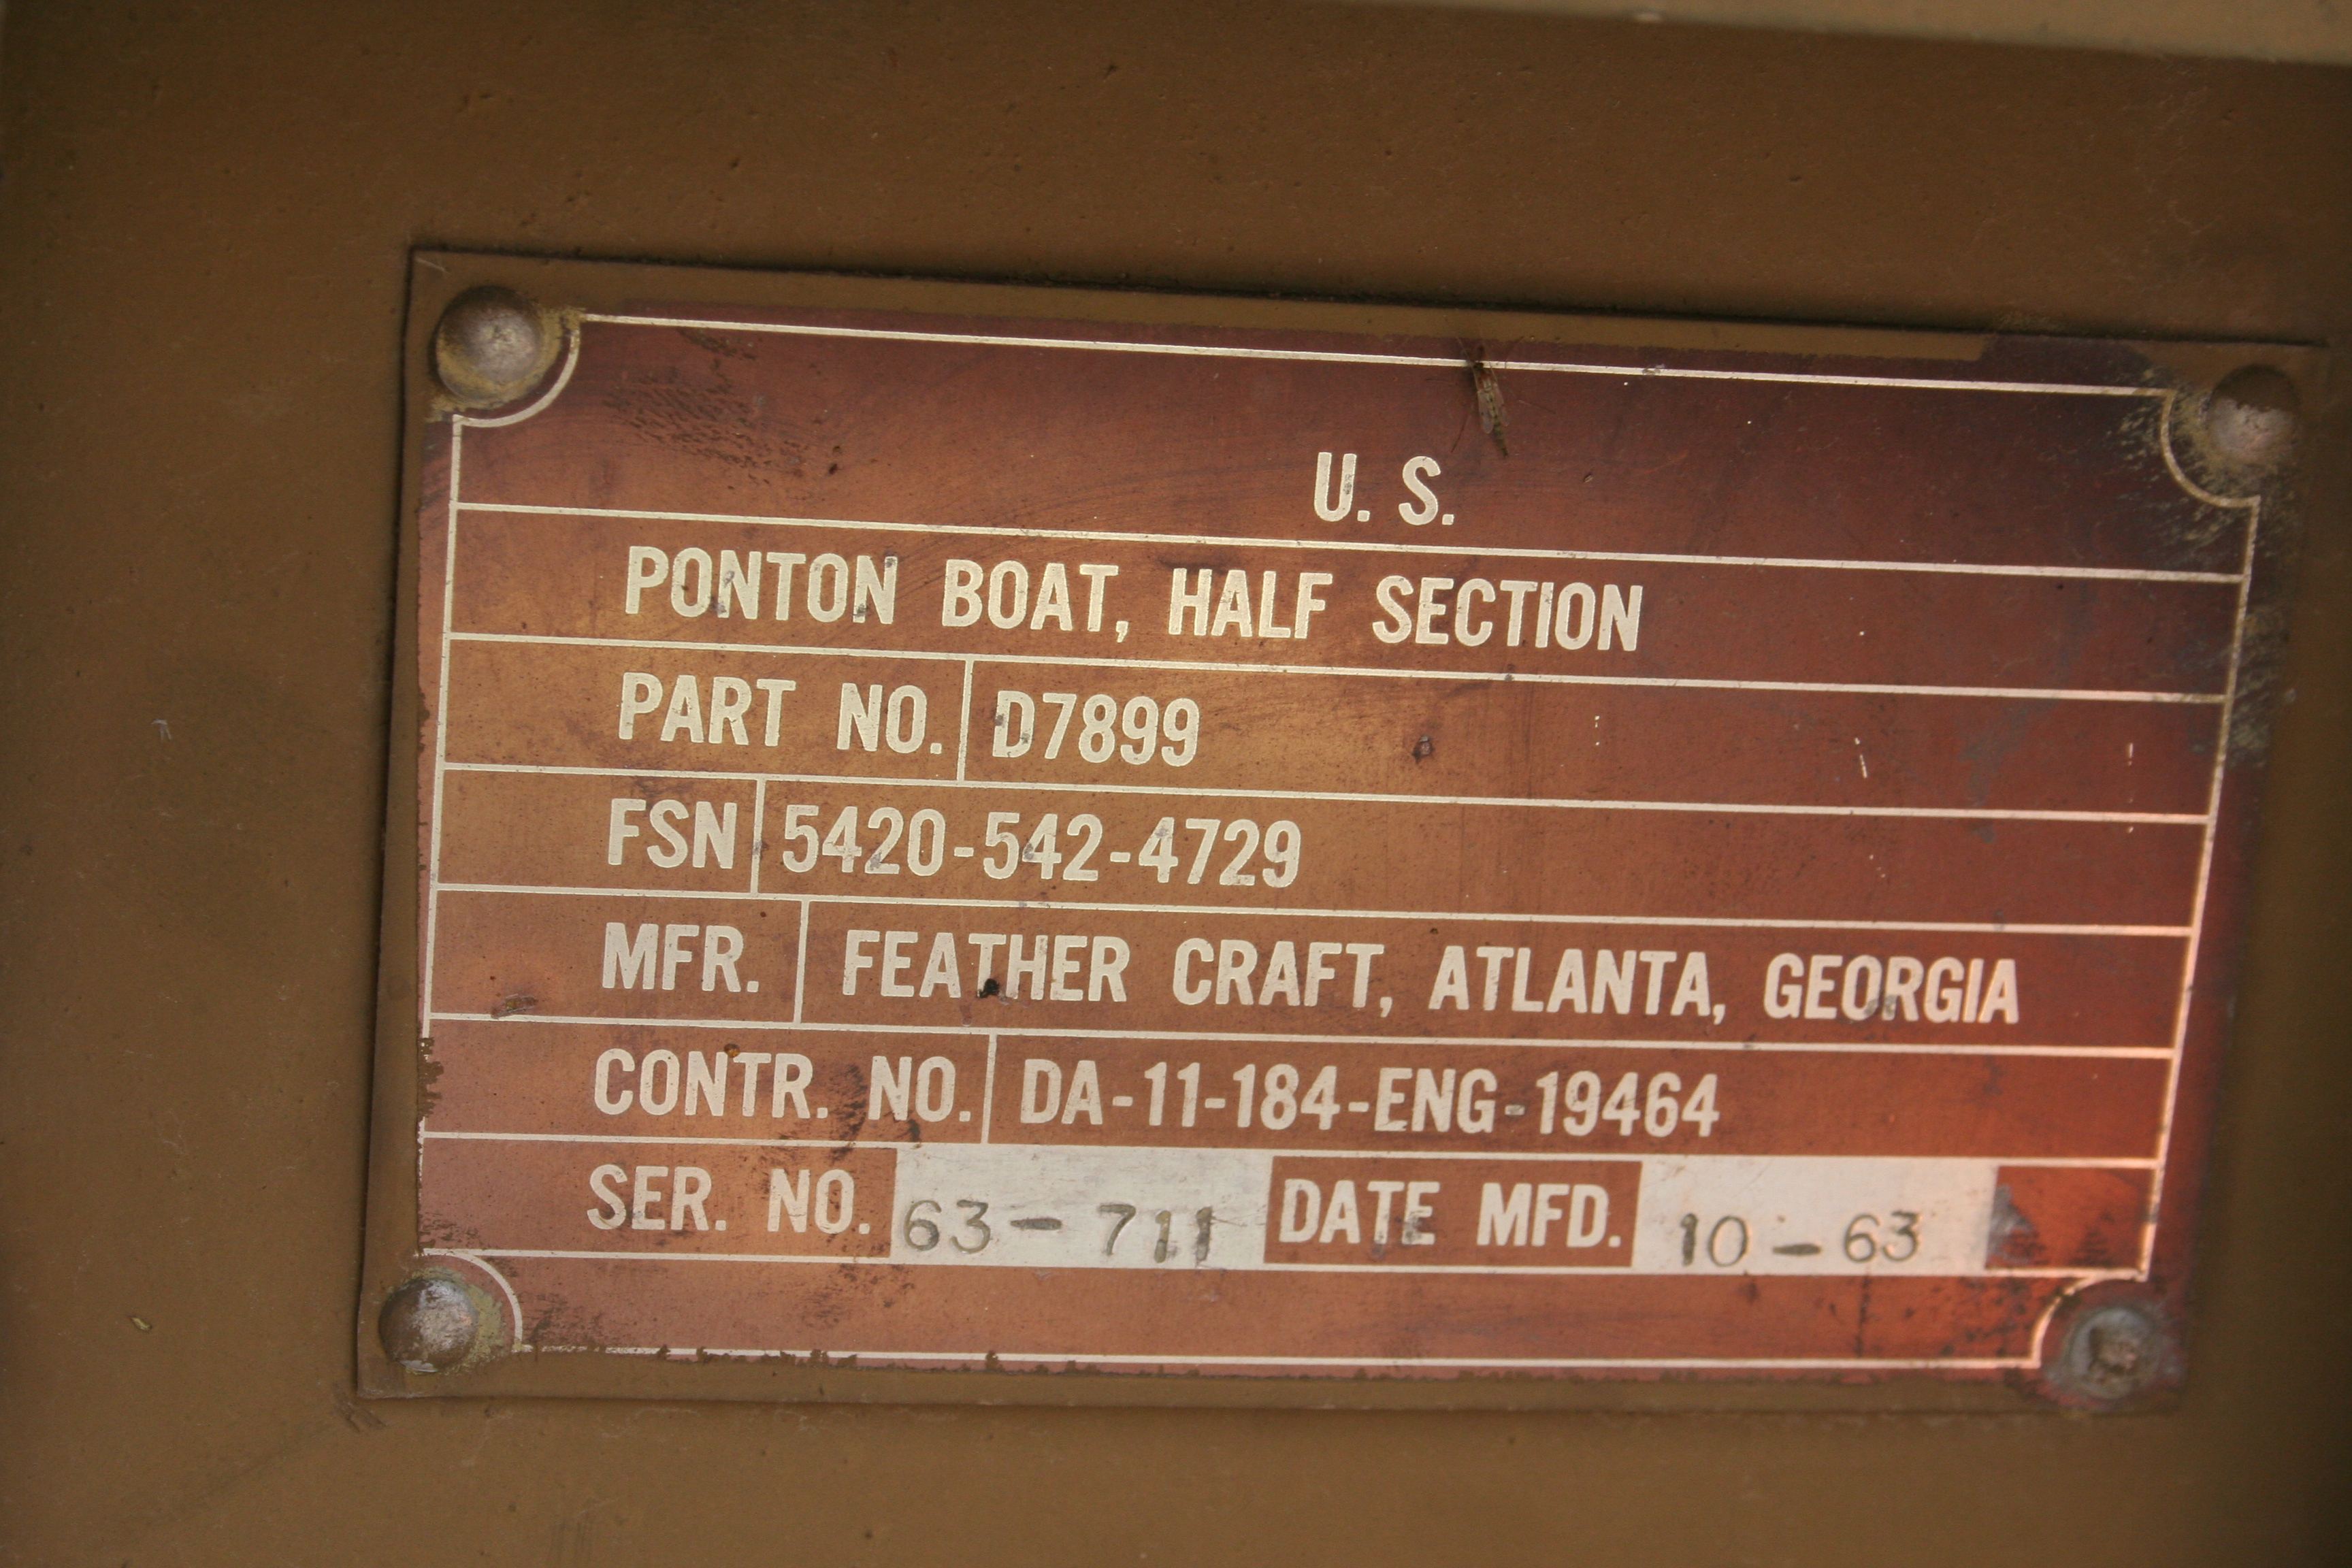 U. S.
PONTON BOAT, HALF SECTION
PART NO. D7899
FSN 5420-542-4729
MFR. FEATHER CRAFT, ATLANTA, GEORGIA
CONTR. NO. DA-11-184-ENG-19464
SER. NO. 63-711 DATE MFD. 10-63